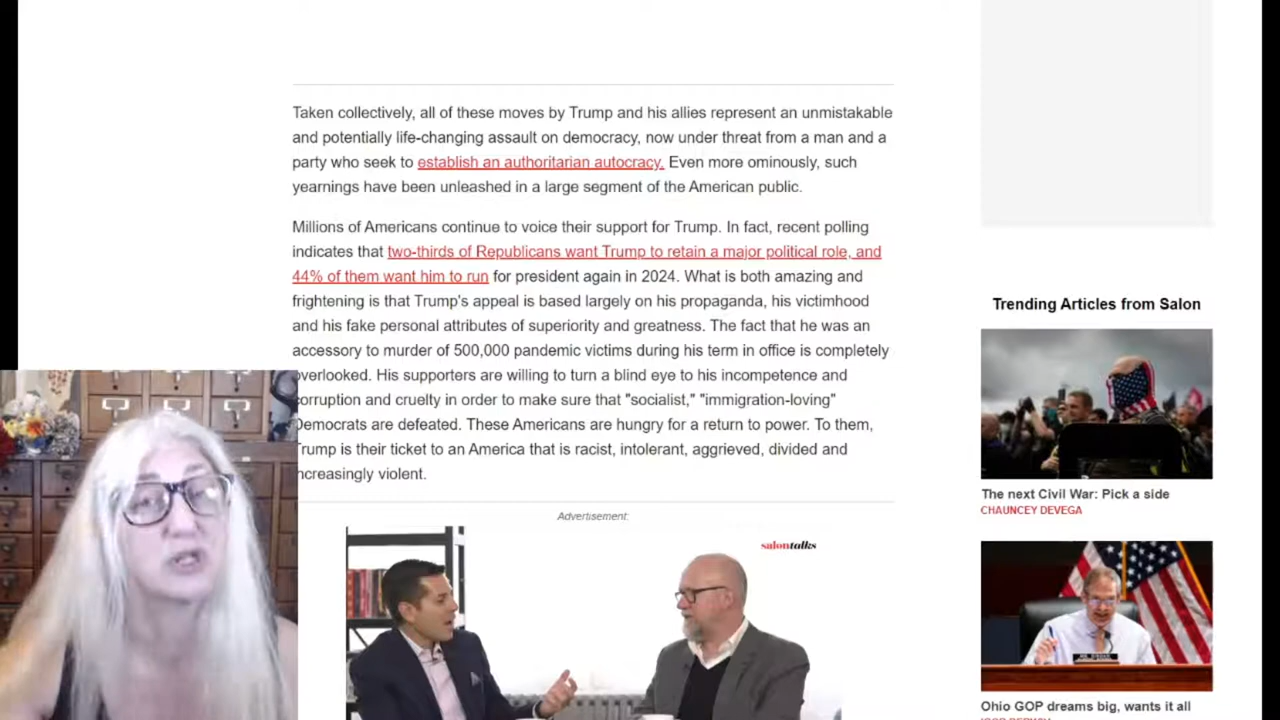 Taken collectively, all of these moves by Trump and his allies represent an unmistakable
and potentially life-changing assault on democracy, now under threat from a man and a
party who seek to establish an authoritarian autocracy. Even more ominously, such
yearnings have been unleashed in a large segment of the American public.
Millions of Americans continue to voice their support for Trump. In fact, recent polling
indicates that two-thirds of Republicans want Trump to retain a major political role, and
44% of them want him to run for president again in 2024. What is both amazing and
frightening is that Trump's appeal is based largely on his propaganda, his victimhood
and his fake personal attributes of superiority and greatness. The fact that he was an
accessory to murder of 500,000 pandemic victims during his term in office is completely
overlooked. His supporters are willing to turn a blind eye to his incompetence and
corruption and cruelty in order to make sure that "socialist," "immigration-loving"
Democrats are defeated. These Americans are hungry for a return to power. To them,
Trump is their ticket to an America that is racist, intolerant, aggrieved, divided and
increasingly violent.
Advertisement:
salontalks
Trending Articles from Salon
The next Civil War: Pick a side
CHAUNCEY DEVEGA
Ohio GOP dreams big, wants it all